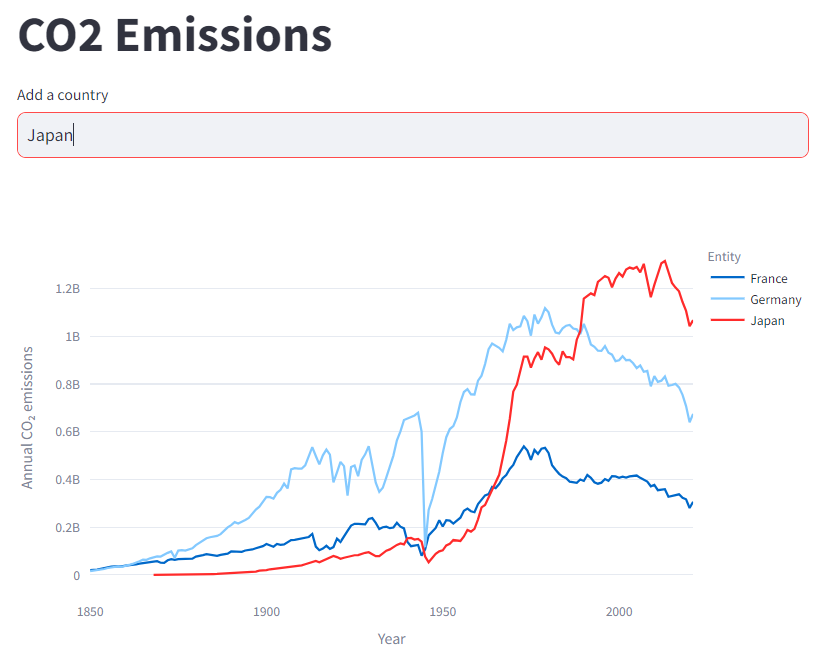 CO2 Emissions
Add a country
Japan
Entity
France
Germany
Japan
1.2B
1B
0.8B
0.6B
0.4B
0.2B
0
Annual CO₂ emissions
1850 1900 1950 2000
Year